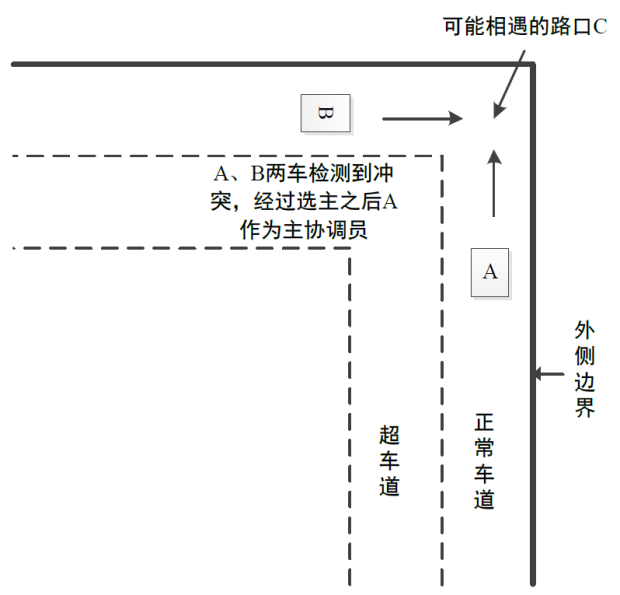 可能相遇的路口C
B
A、B两车检测到冲
突，经过选主之后A
作为主协调员
A
外侧边界
超车道
正常车道